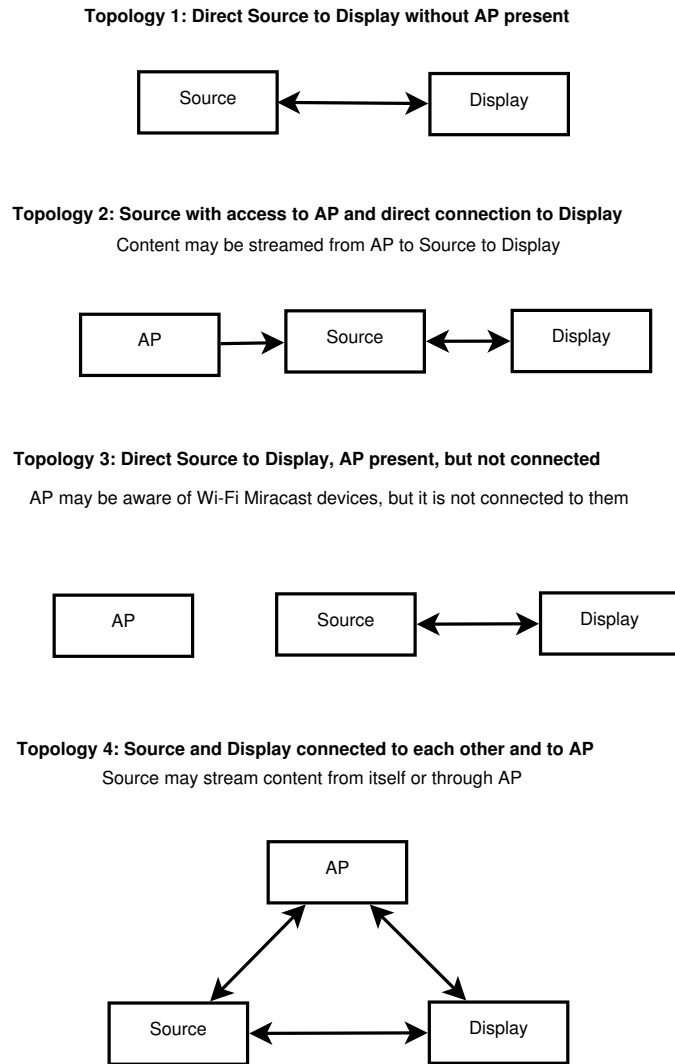 Topology 1: Direct Source to Display without AP present
Source
Display
Topology 2: Source with access to AP and direct connection to Display
Content may be streamed from AP to Source to Display
AP
Source
Display
Topology 3: Direct Source to Display, AP present, but not connected
AP may be aware of Wi-Fi Miracast devices, but it is not connected to them
AP
Source
Display
Topology 4: Source and Display connected to each other and to AP
Source may stream content from itself or through AP
AP
Source
Display